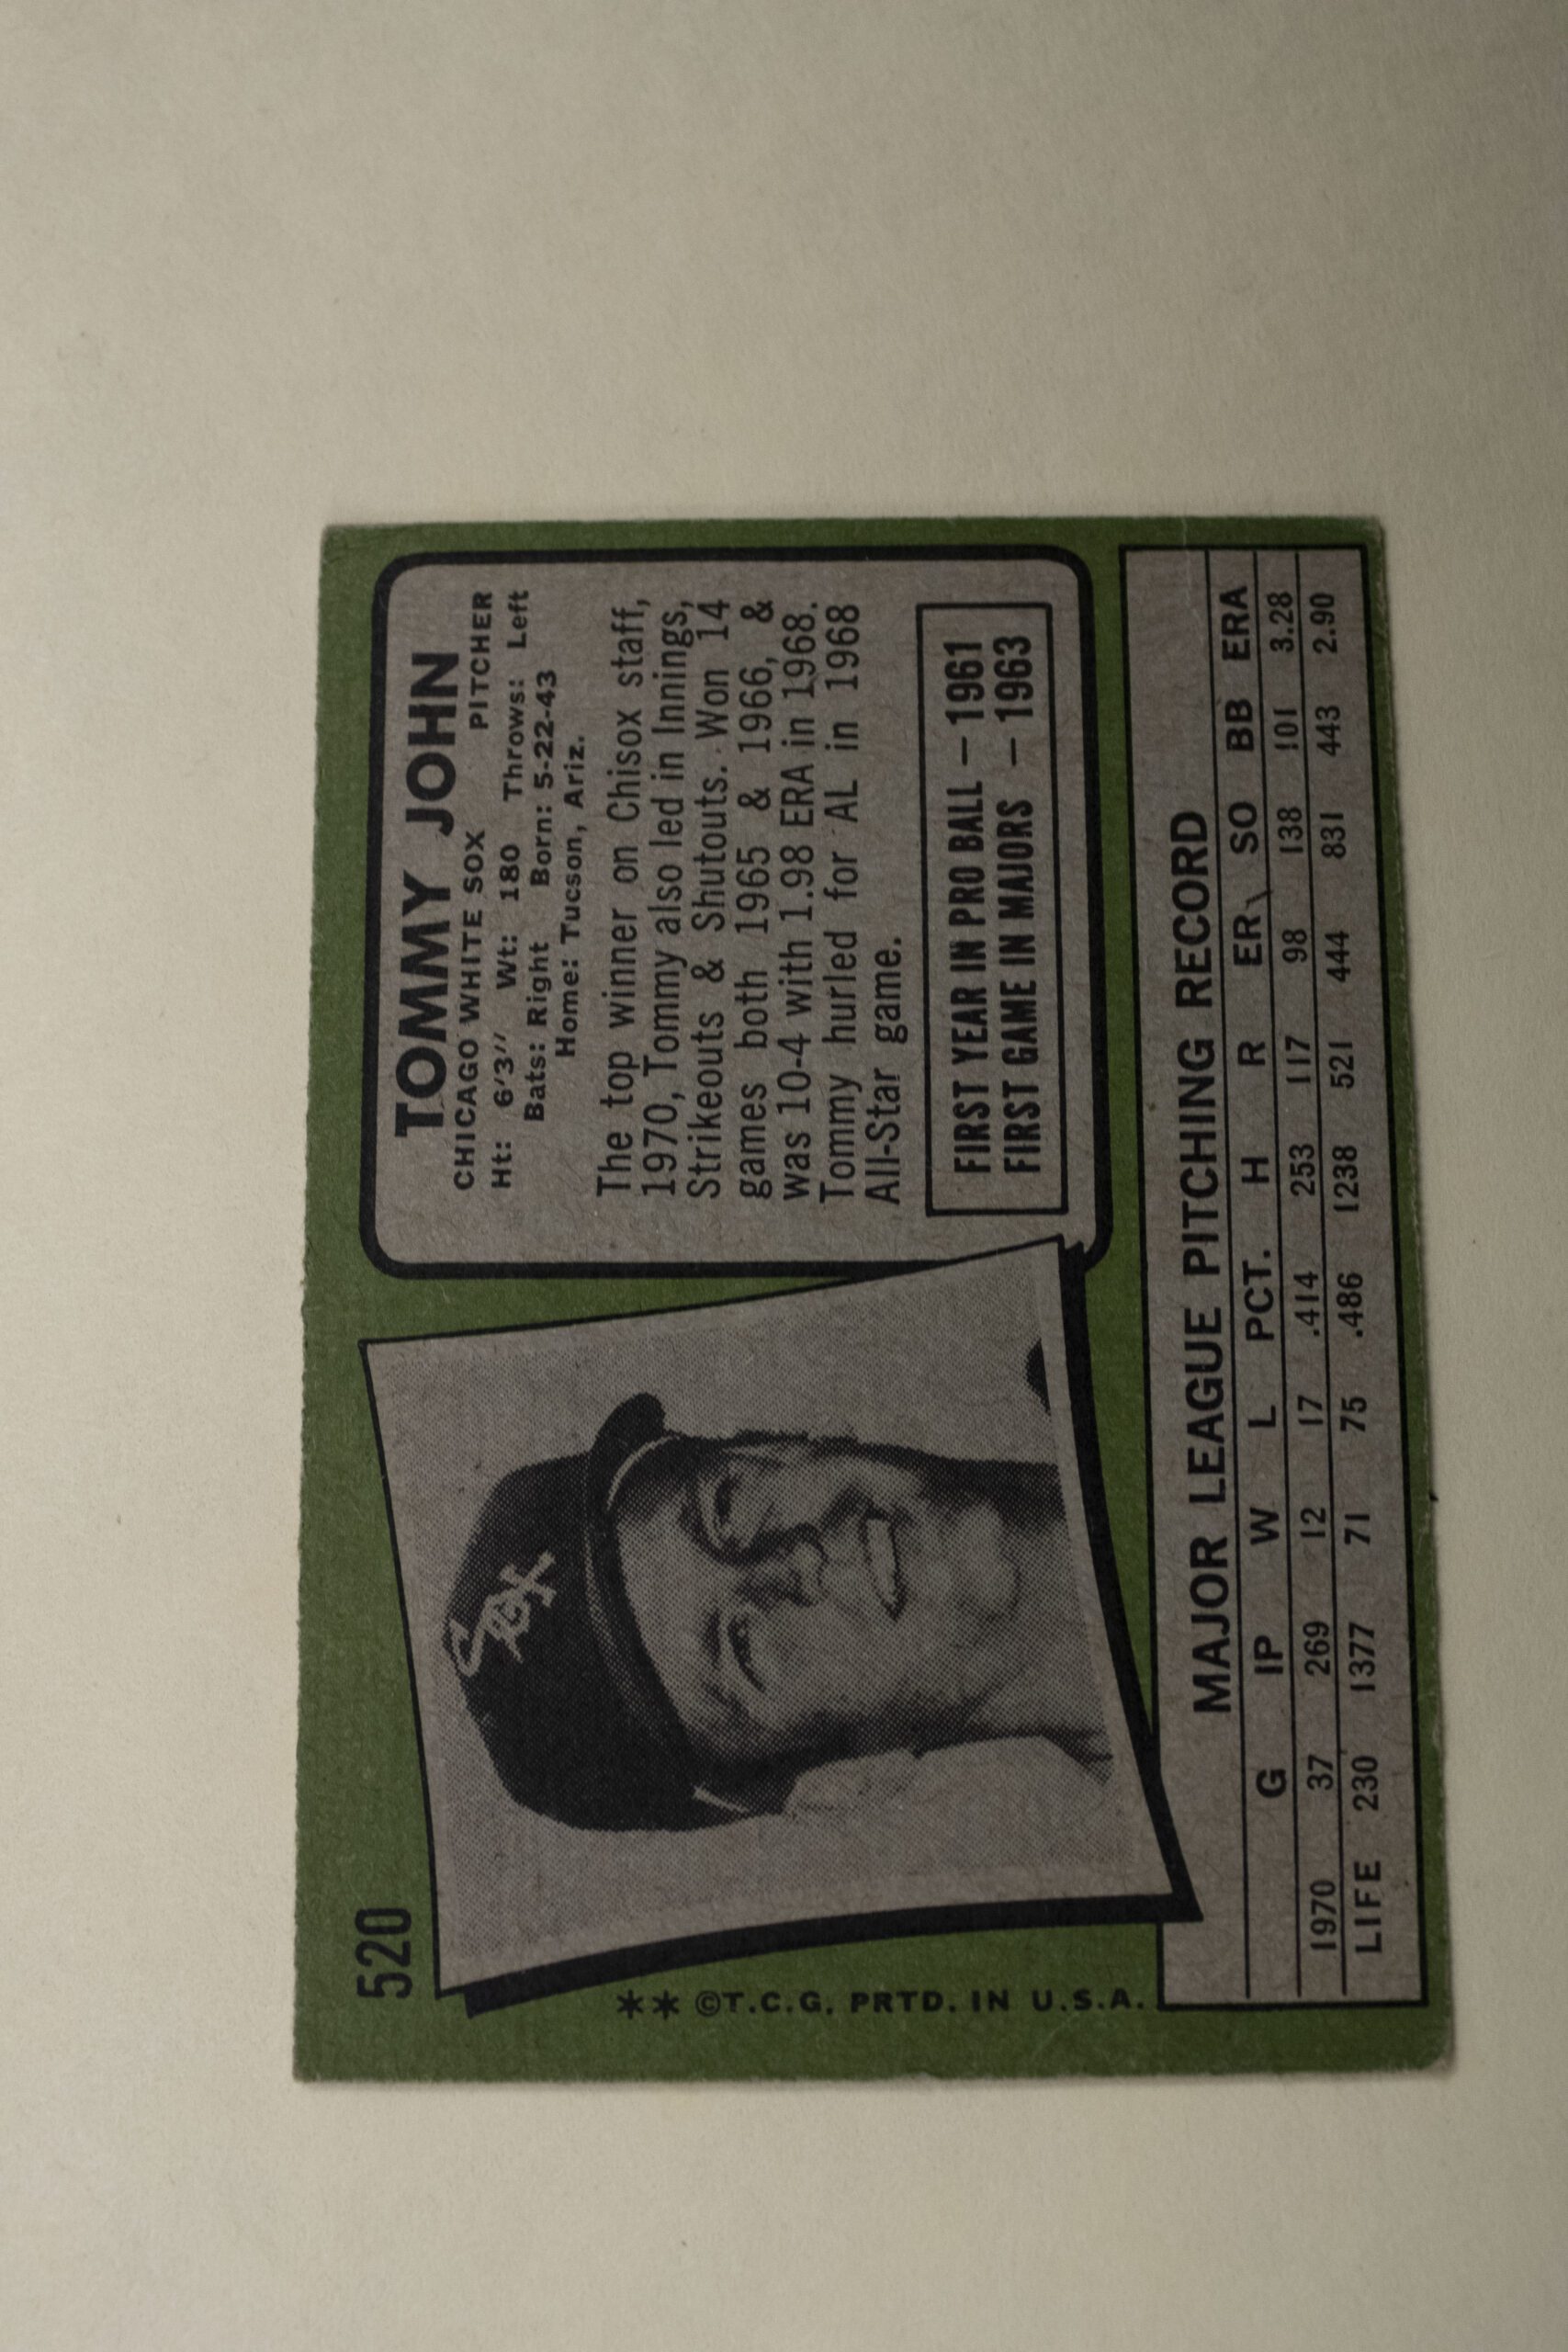 520
TOMMY JOHN
CHICAGO WHITE SOX PITCHER
Ht: 6'3" Wt: 180 Throws: Left
Bats: Right Born: 5-22-43
Home: Tucson, Ariz.
The top winner on Chisox staff,
1970, Tommy also led in Innings,
Strikeouts & Shutouts. Won 14
games both 1965 & 1966, &
was 10-4 with 1.98 ERA in 1968.
Tommy hurled for AL in 1968
All-Star game.
FIRST YEAR IN PRO BALL — 1961
FIRST GAME IN MAJORS — 1963
Sox
** ©T.C.G. PRTD. IN U.S.A.
MAJOR LEAGUE PITCHING RECORD
G IP W L PCT. H R ER SO BB ERA
1970 37 269 12 17 .414 253 117 98 138 101 3.28
LIFE 230 1377 71 75 .486 1238 521 444 831 443 2.90